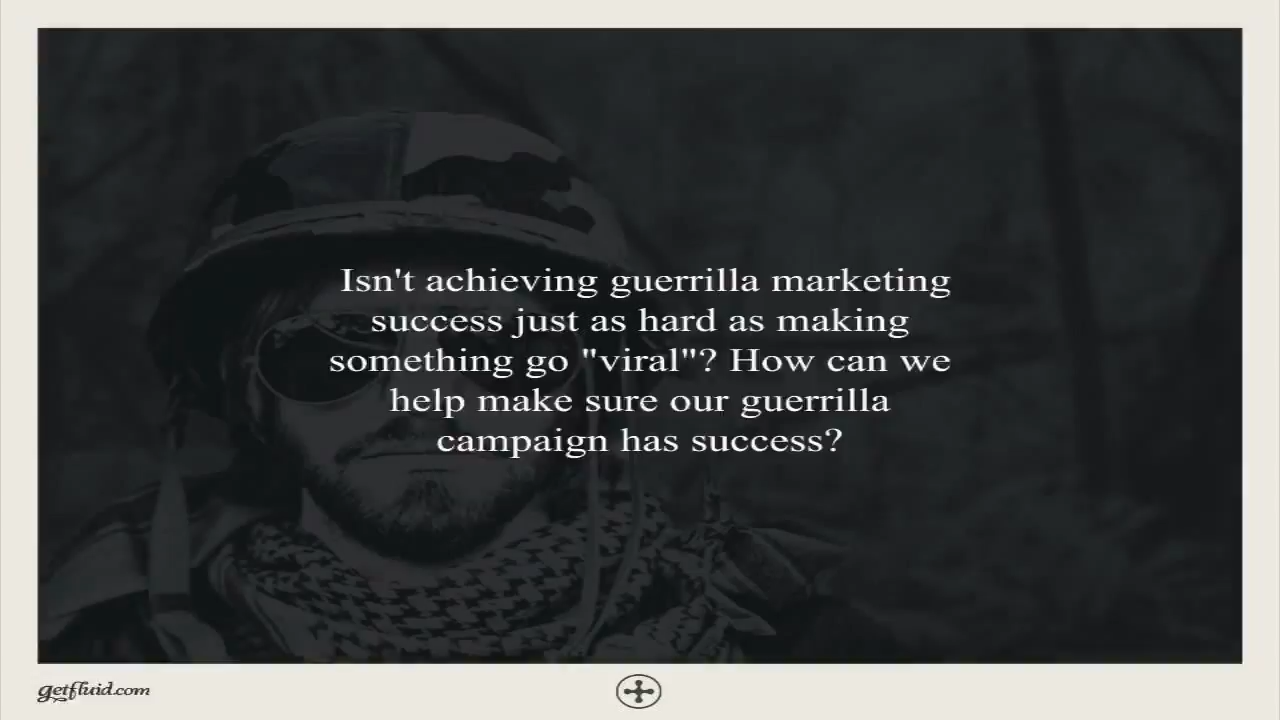 Isn't achieving guerrilla marketing
success just as hard as making
something go "viral"? How can we
help make sure our guerrilla
campaign has success?
getfluid.com